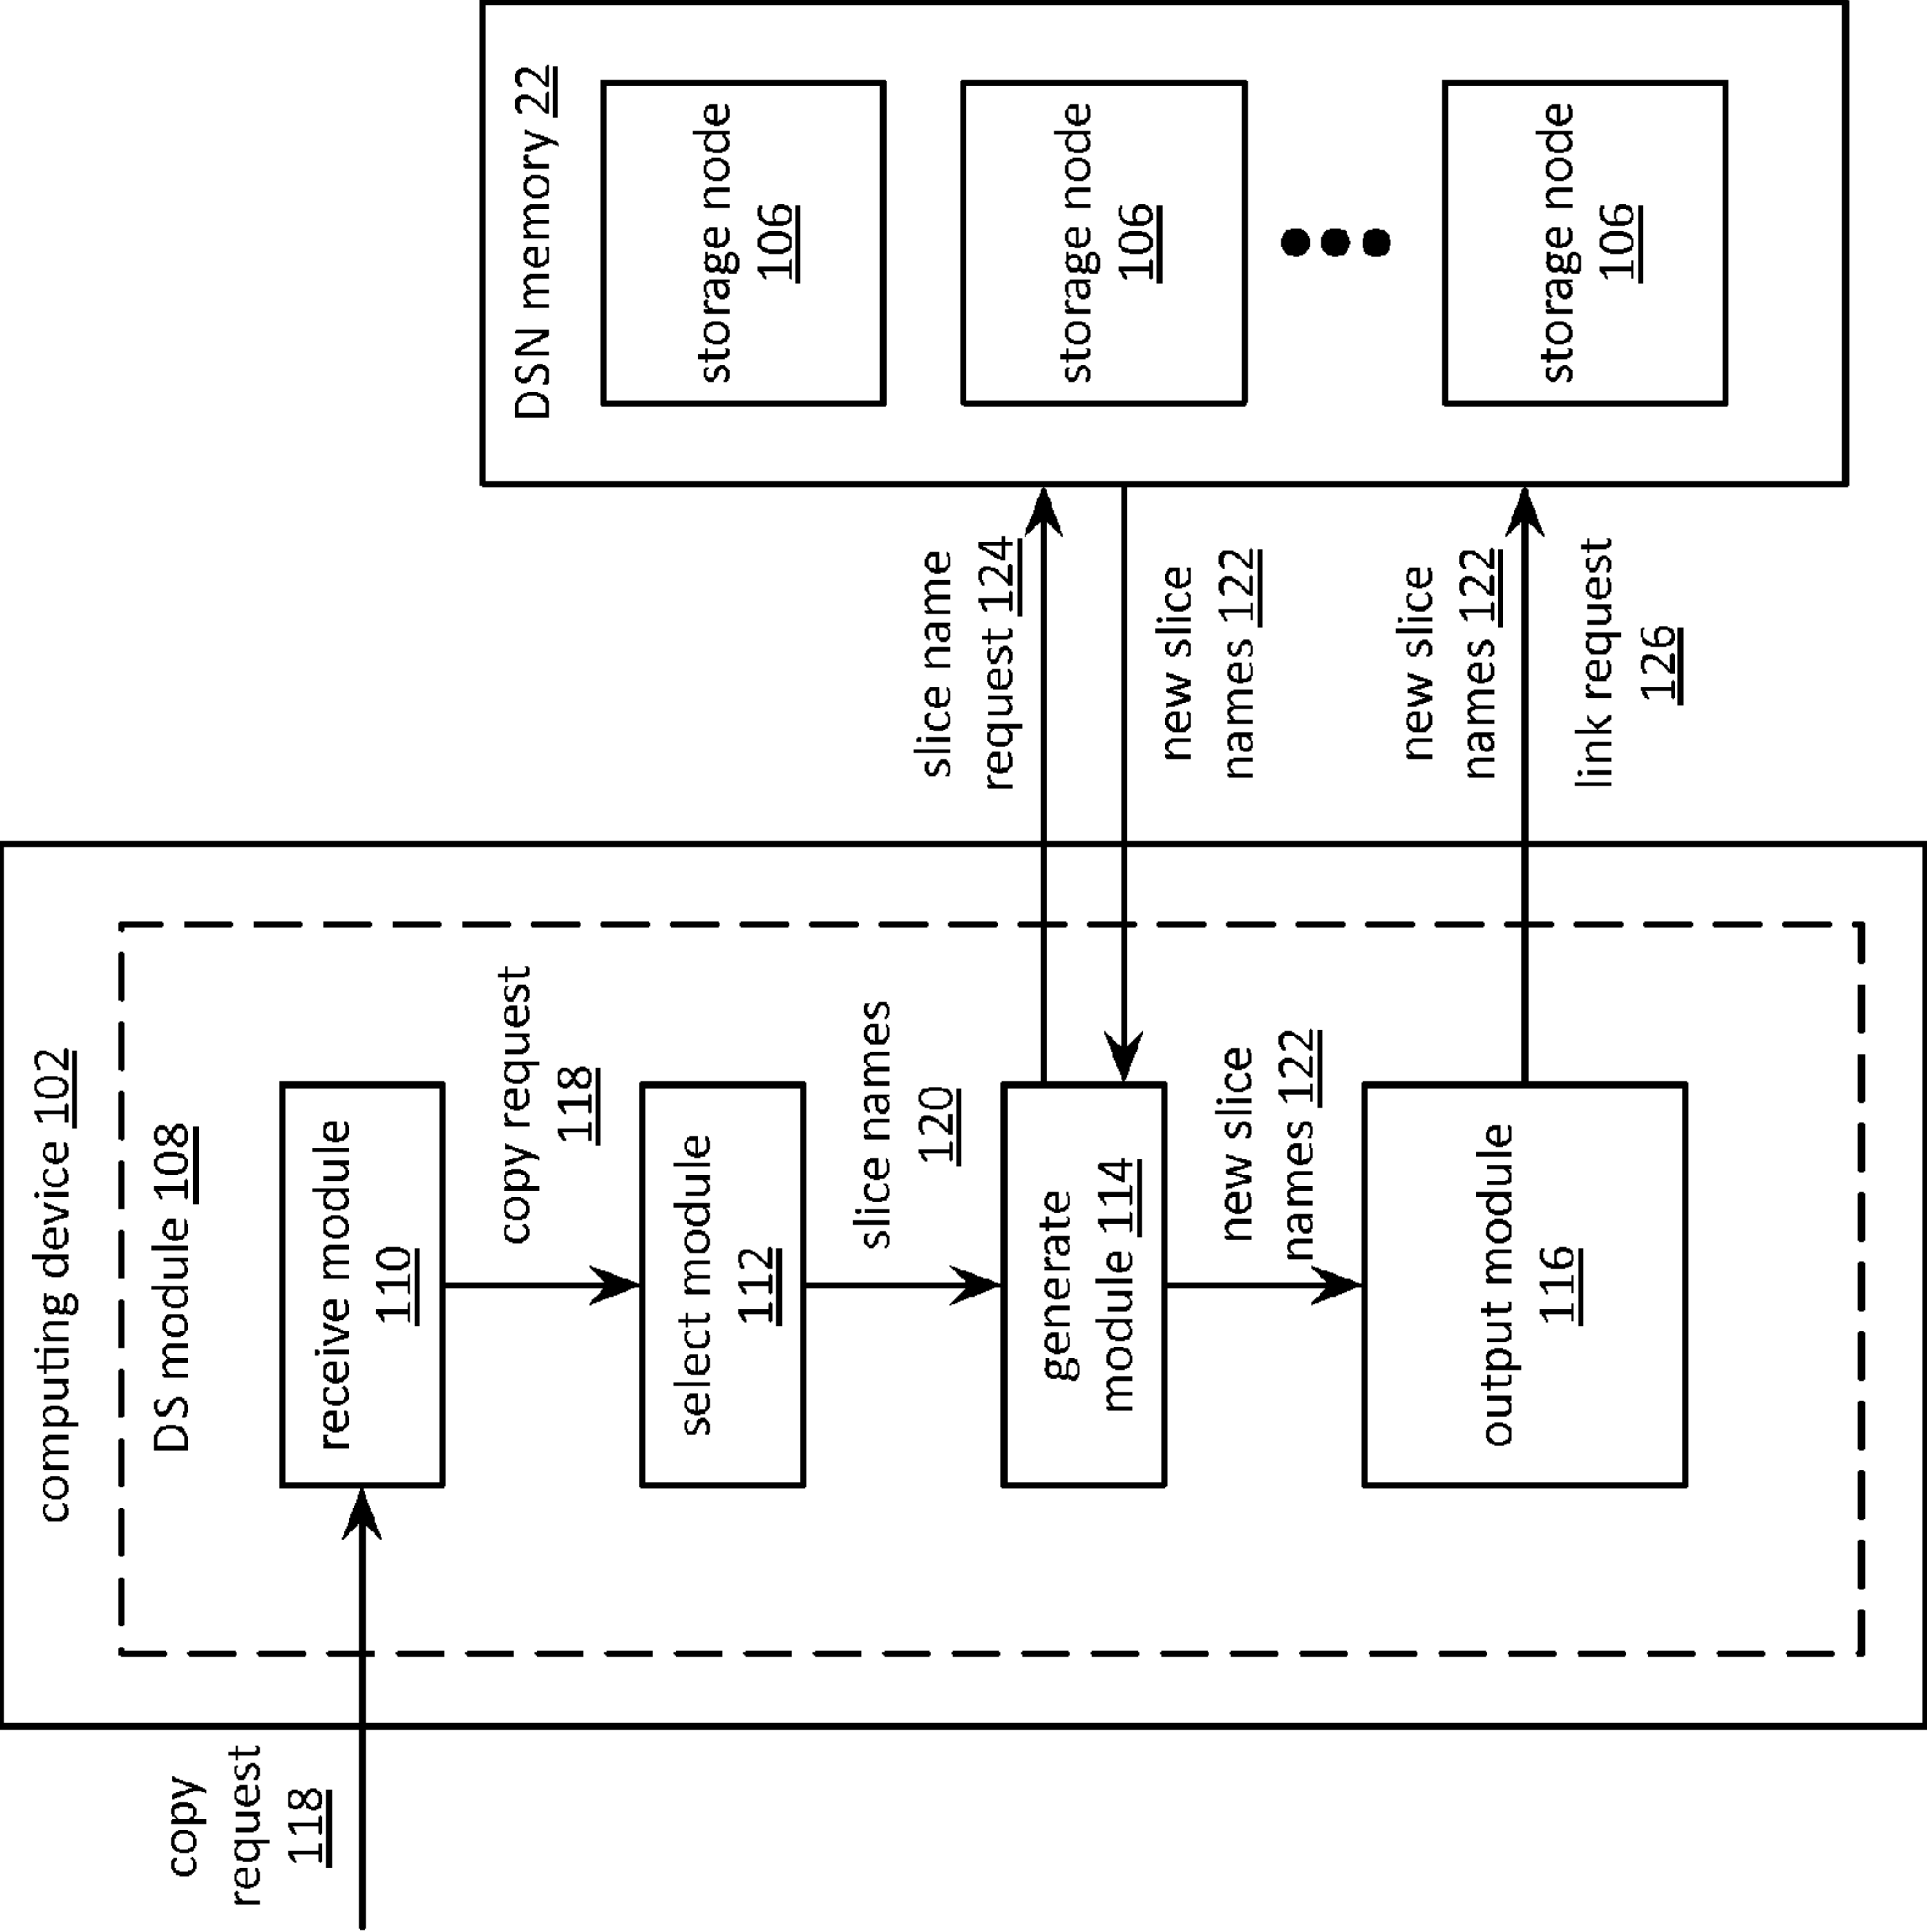 computing device 102
DS module 108
copy
request
118
receive module
110
copy request
118
select module
112
slice names
120
generate
module 114
new slice
names 122
output module
116
slice name
request 124
new slice
names 122
new slice
names 122
link request
126
DSN memory 22
storage node
106
storage node
106
storage node
106